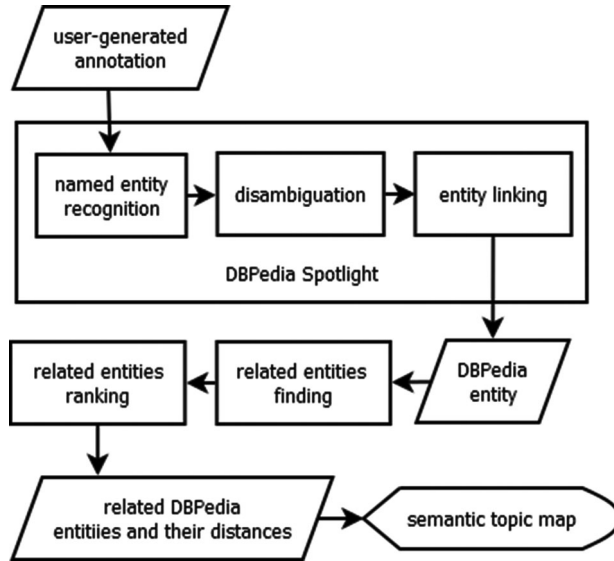 user-generated
annotation
named entity
recognition
disambiguation
entity linking
DBPedia Spotlight
DBPedia
entity
related entities
finding
related entities
ranking
related DBPedia
entitiies and their distances
semantic topic map